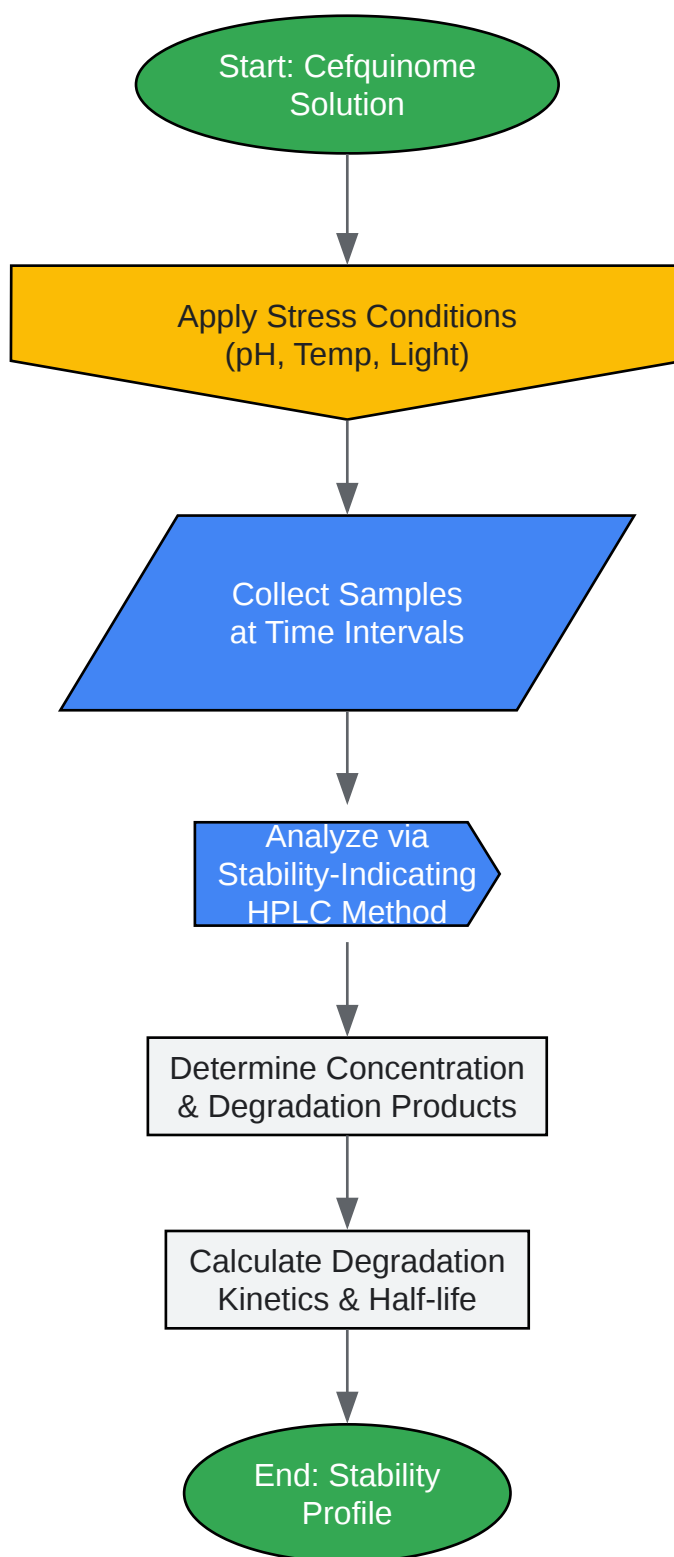 Start: Cefquinome
Solution
Apply Stress Conditions
(pH, Temp, Light)
Collect Samples
at Time Intervals
Analyze via
Stability-Indicating
HPLC Method
Determine Concentration
& Degradation Products
Calculate Degradation
Kinetics & Half-life
End: Stability
Profile